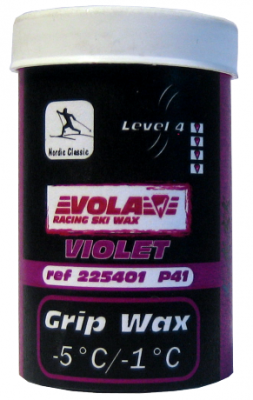 Level 4
Nordic Classic
VOLA
RACING SKI WAX
VIOLET
ref 225401 P41
Grip Wax
-5°C/-1°C